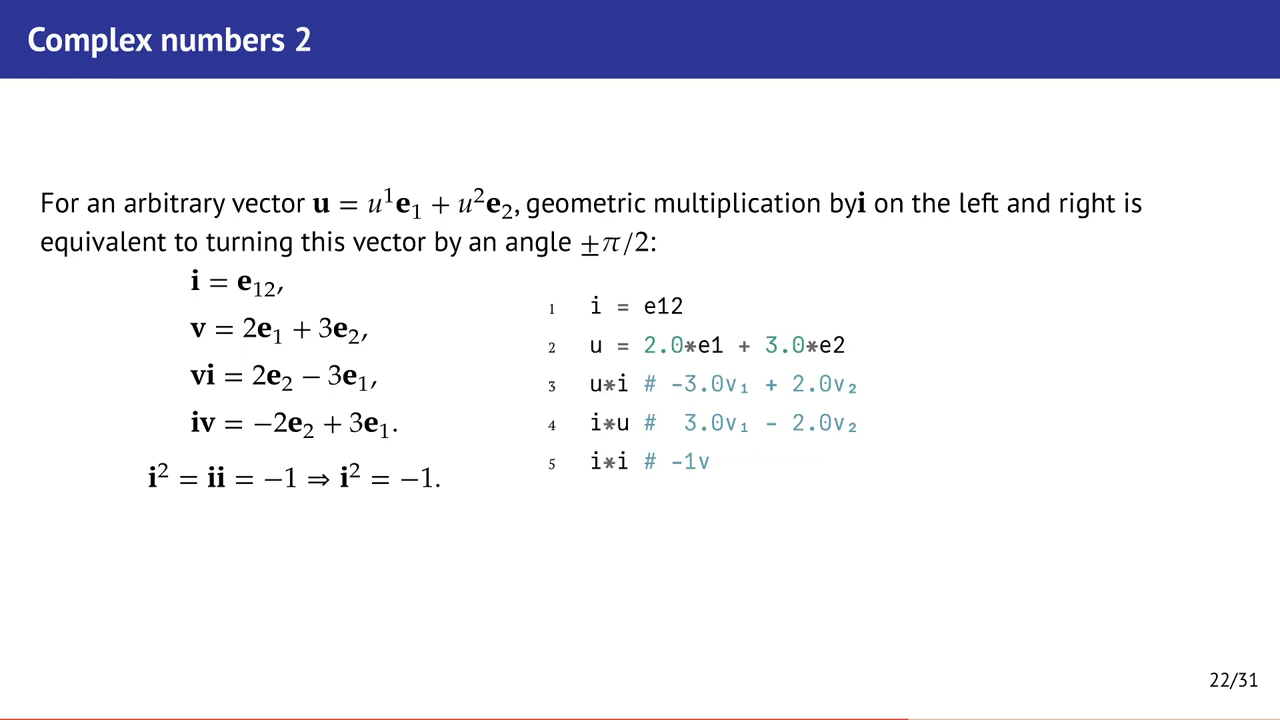 Complex numbers 2
For an arbitrary vector u = u¹e₁ + u²e₂, geometric multiplication byi on the left and right is
equivalent to turning this vector by an angle ±π/2:
i = e₁₂,
v = 2e₁ + 3e₂,
vi = 2e₂ − 3e₁,
iv = −2e₂ + 3e₁.
i² = ii = −1 ⇒ i² = −1.
1 i = e12
2 u = 2.0*e1 + 3.0*e2
3 u*i # -3.0v₁ + 2.0v₂
4 i*u #  3.0v₁ - 2.0v₂
5 i*i # -1v
22/31